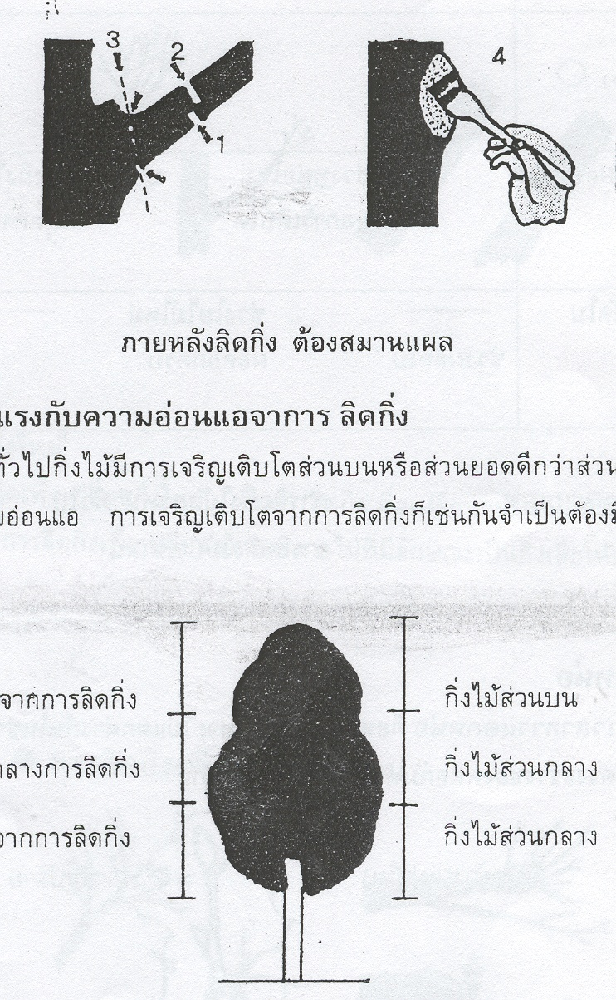 3
2
4
1
ภายหลังลิดกิ่ง ต้องสมานแผล
แรงกับความอ่อนแอจาการ ลิดกิ่ง
ทั่วไปกิ่งไม้มีการเจริญเติบโตส่วนบนหรือส่วนยอดดีกว่าส่วน
อ่อนแอ การเจริญเติบโตจากการลิดกิ่งก็เช่นกันจำเป็นต้องมี
จากการลิดกิ่ง กิ่งไม้ส่วนบน
กลางการลิดกิ่ง กิ่งไม้ส่วนกลาง
จากการลิดกิ่ง กิ่งไม้ส่วนกลาง